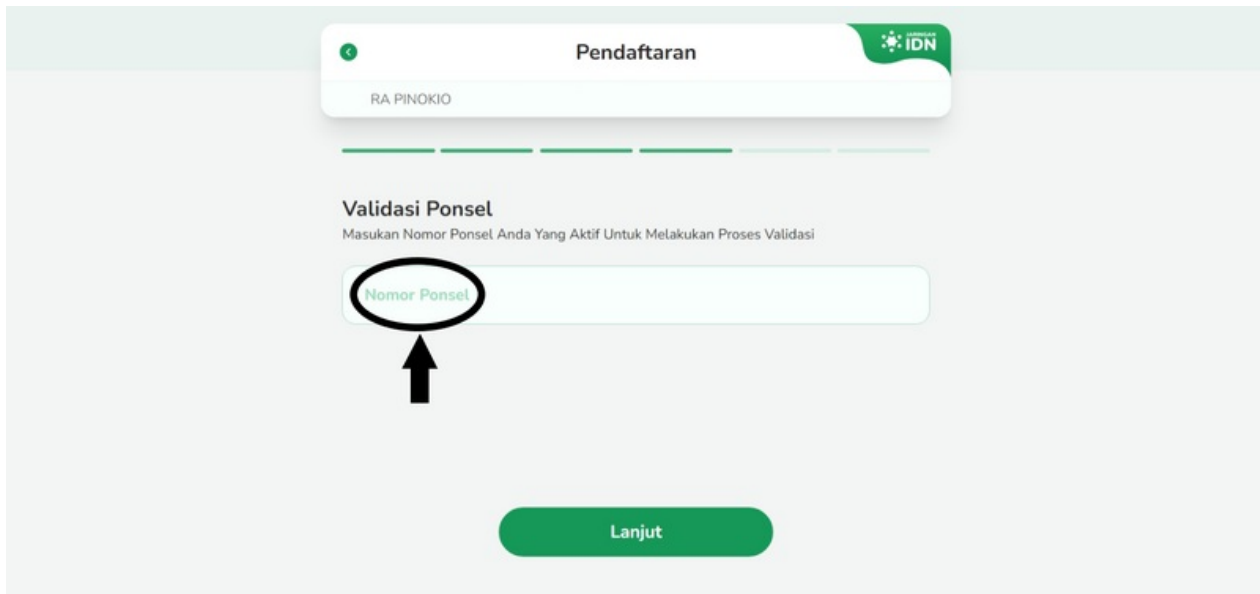 Pendaftaran
JARINGAN
IDN
RA PINOKIO
Validasi Ponsel
Masukan Nomor Ponsel Anda Yang Aktif Untuk Melakukan Proses Validasi
Nomor Ponsel
Lanjut